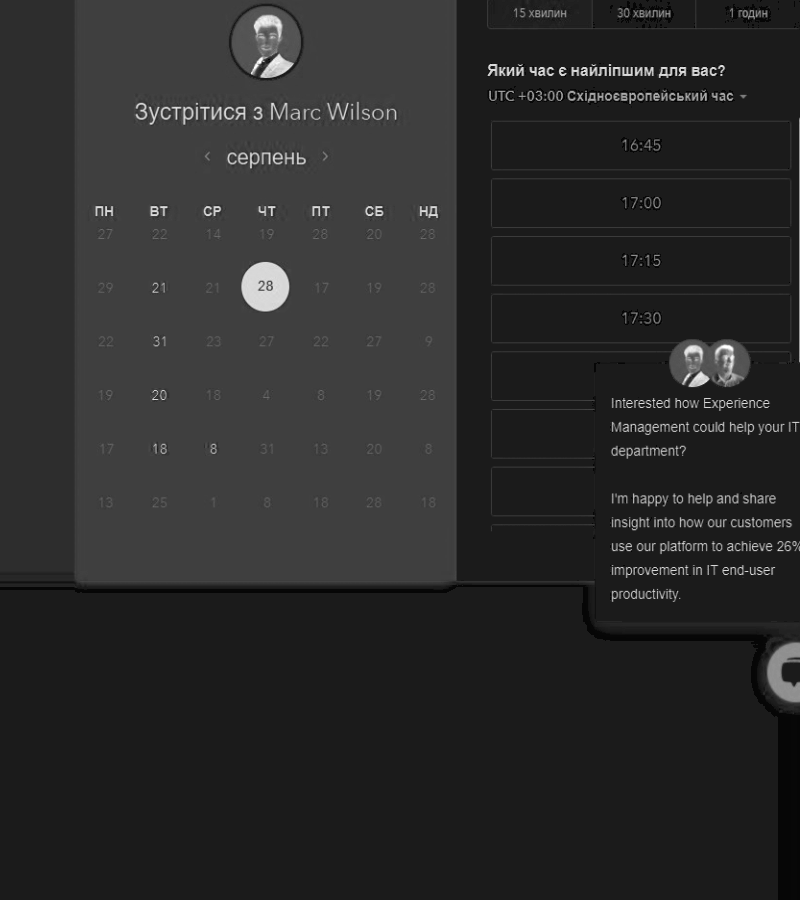 Зустрітися з Marc Wilson
серпень
ПН ВТ СР ЧТ ПТ СБ НД
27 22 14 19 28 20 28
29 21 21 28 17 19 28
22 31 23 27 22 27 9
19 20 18 4 8 19 28
17 18 '8 31 13 20 8
13 25 1 8 18 28 18
15 хвилин 30 хвилин 1 годин
Який час є найліпшим для вас?
UTC +03:00 Східноєвропейський час
16:45
17:00
17:15
17:30
Interested how Experience
Management could help your IT
department?
I'm happy to help and share
insight into how our customers
use our platform to achieve 26%
improvement in IT end-user
productivity.